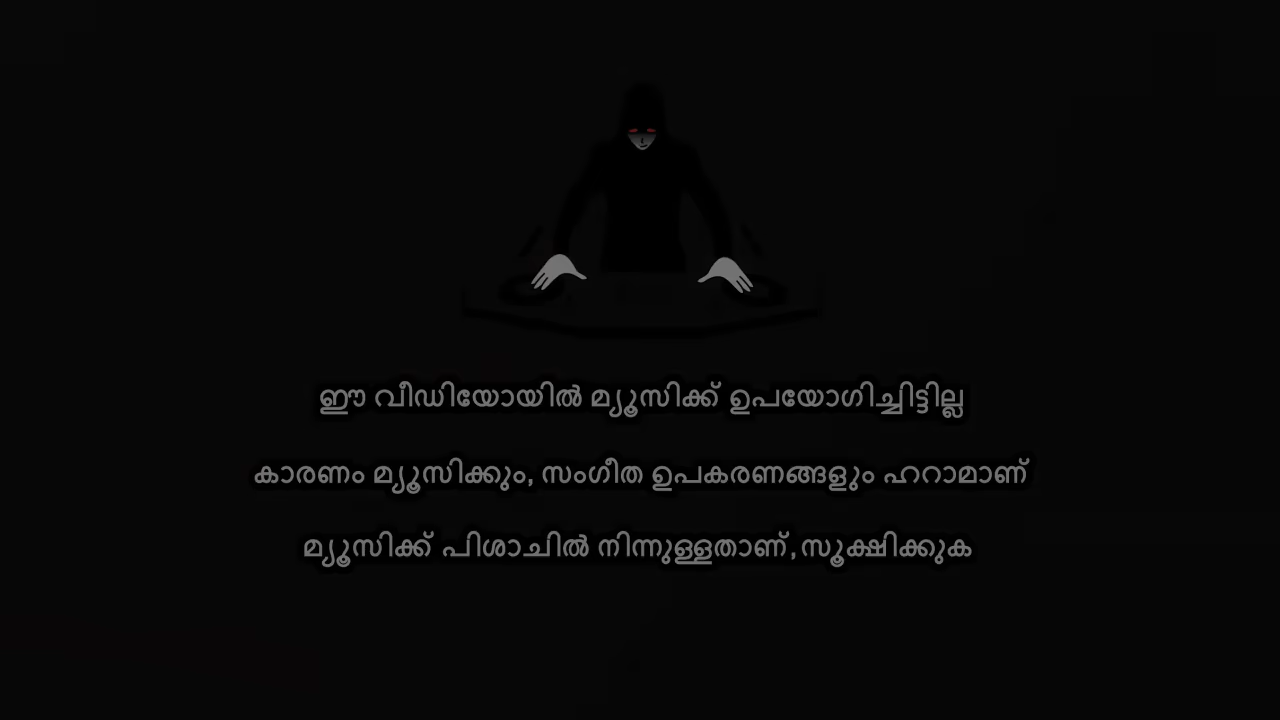 ഈ വീഡിയോയിൽ മ്യൂസിക്ക് ഉപയോഗിച്ചിട്ടില്ല
കാരണം മ്യൂസിക്കും, സംഗീത ഉപകരണങ്ങളും ഹറാമാണ്
മ്യൂസിക്ക് പിശാചിൽ നിന്നുള്ളതാണ്,സൂക്ഷിക്കുക